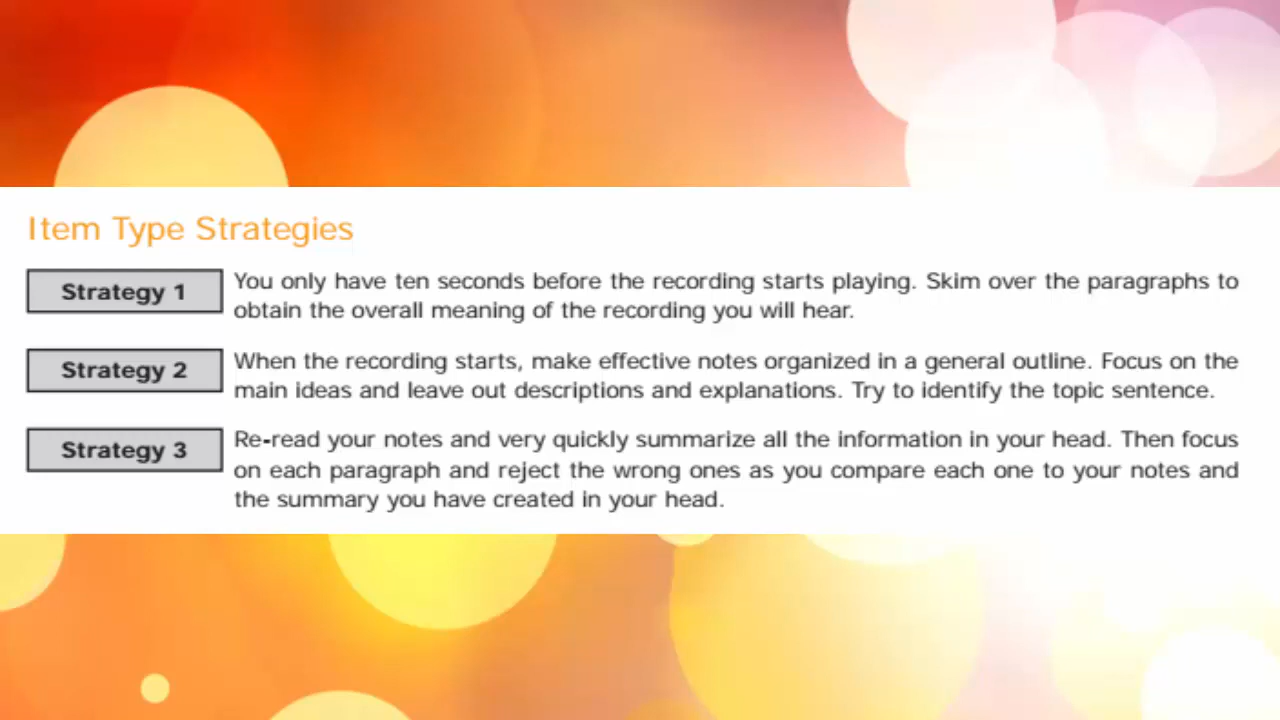 Item Type Strategies
Strategy 1
You only have ten seconds before the recording starts playing. Skim over the paragraphs to
obtain the overall meaning of the recording you will hear.
Strategy 2
When the recording starts, make effective notes organized in a general outline. Focus on the
main ideas and leave out descriptions and explanations. Try to identify the topic sentence.
Strategy 3
Re-read your notes and very quickly summarize all the information in your head. Then focus
on each paragraph and reject the wrong ones as you compare each one to your notes and
the summary you have created in your head.